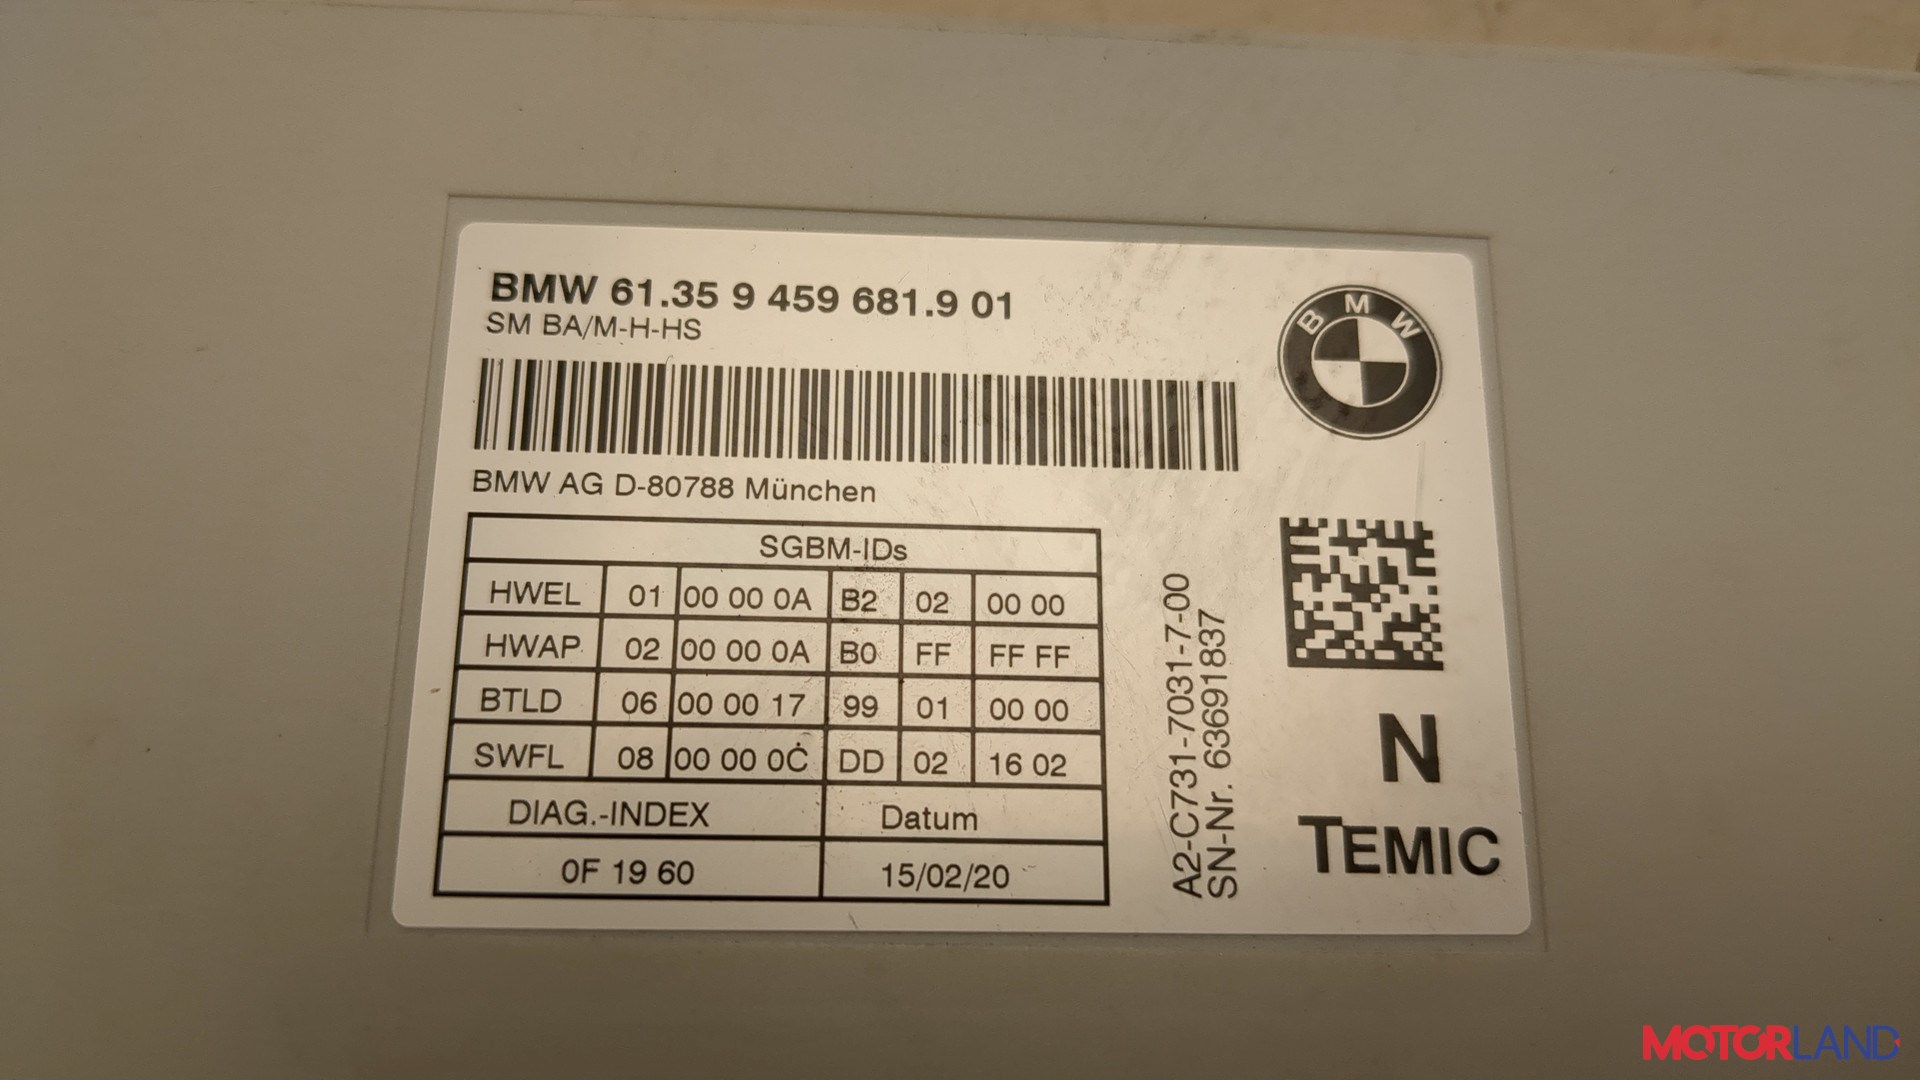 BMW 61.35 9 459 681.9 01
SM BA/M-H-HS
BMW
BMW AG D-80788 München
SGBM-IDs
HWEL 01 00 00 0A B2 02 00 00
HWAP 02 00 00 0A B0 FF FF FF
BTLD 06 00 00 17 99 01 00 00
SWFL 08 00 00 0C DD 02 16 02
DIAG.-INDEX Datum
0F 19 60 15/02/20
A2-C731-7031-7-00
SN-Nr. 63691837
N
TEMIC
MOTORLAND